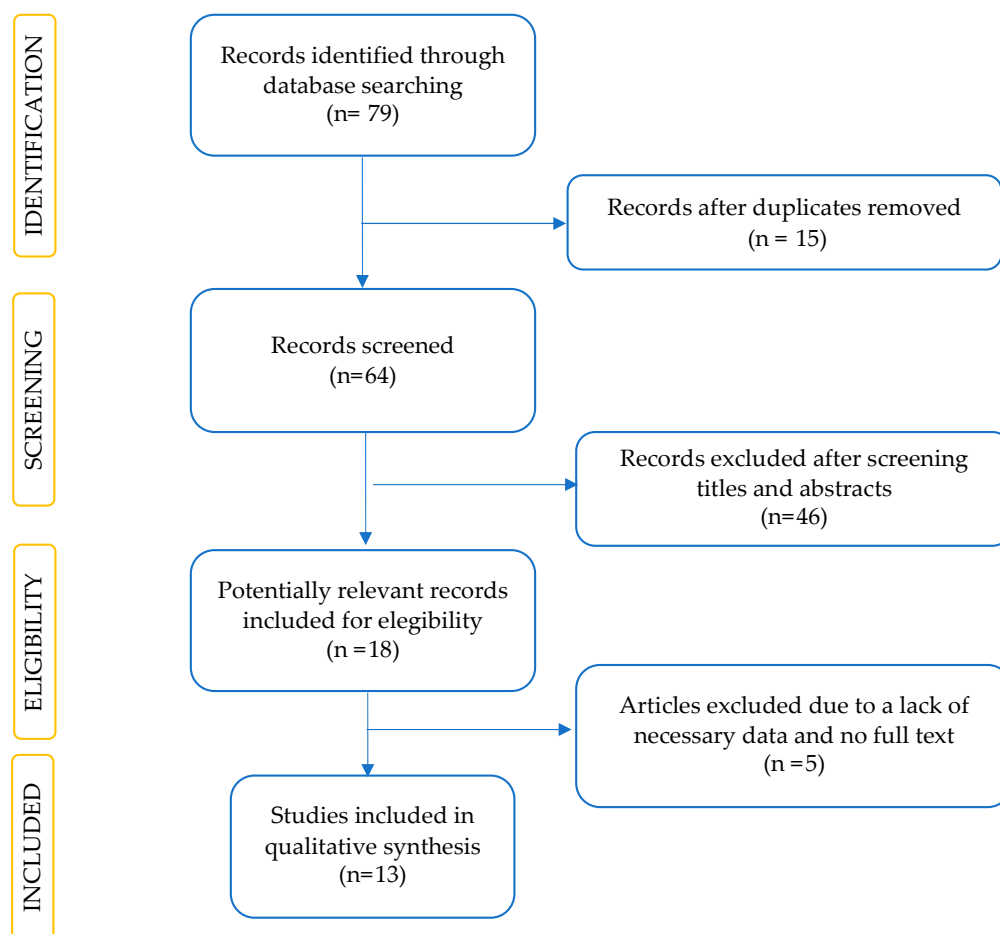 IDENTIFICATION
Records identified through
database searching
(n= 79)
Records after duplicates removed
(n = 15)
SCREENING
Records screened
(n=64)
Records excluded after screening
titles and abstracts
(n=46)
ELIGIBILITY
Potentially relevant records
included for elegibility
(n =18)
Articles excluded due to a lack of
necessary data and no full text
(n =5)
INCLUDED
Studies included in
qualitative synthesis
(n=13)